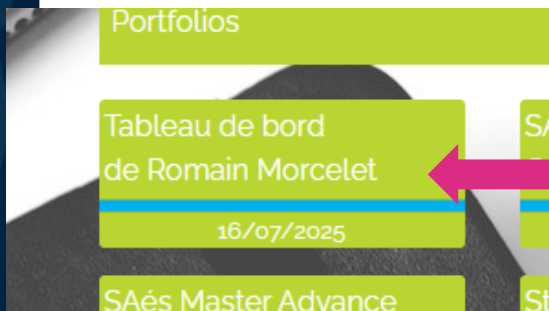 Portfolios
Tableau de bord
de Romain Morcelet
16/07/2025
SAés Master Advance